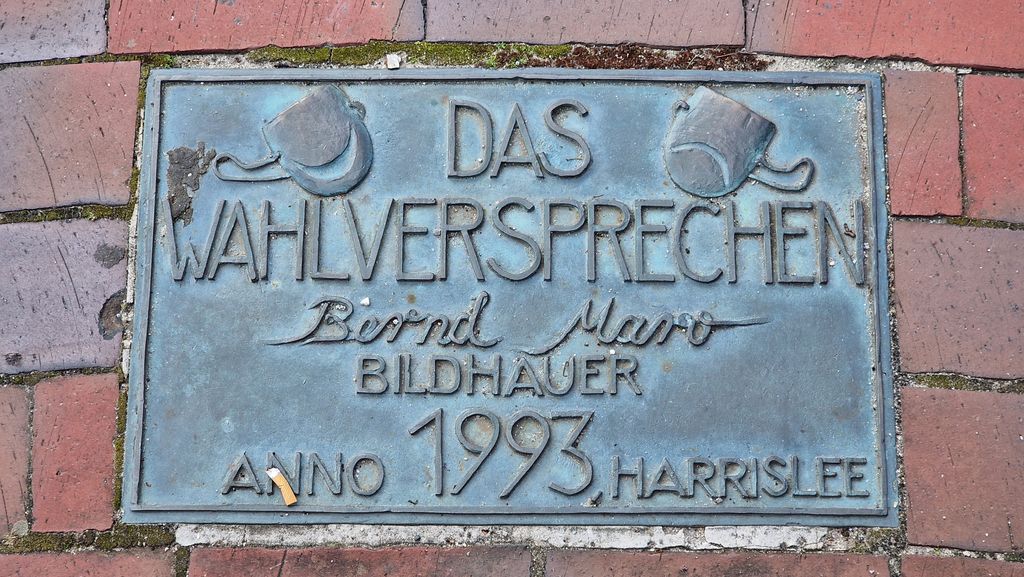 DAS
WAHLVERSPRECHEN
Bernd Maro
BILDHAUER
ANNO 1993, HARRISLEE